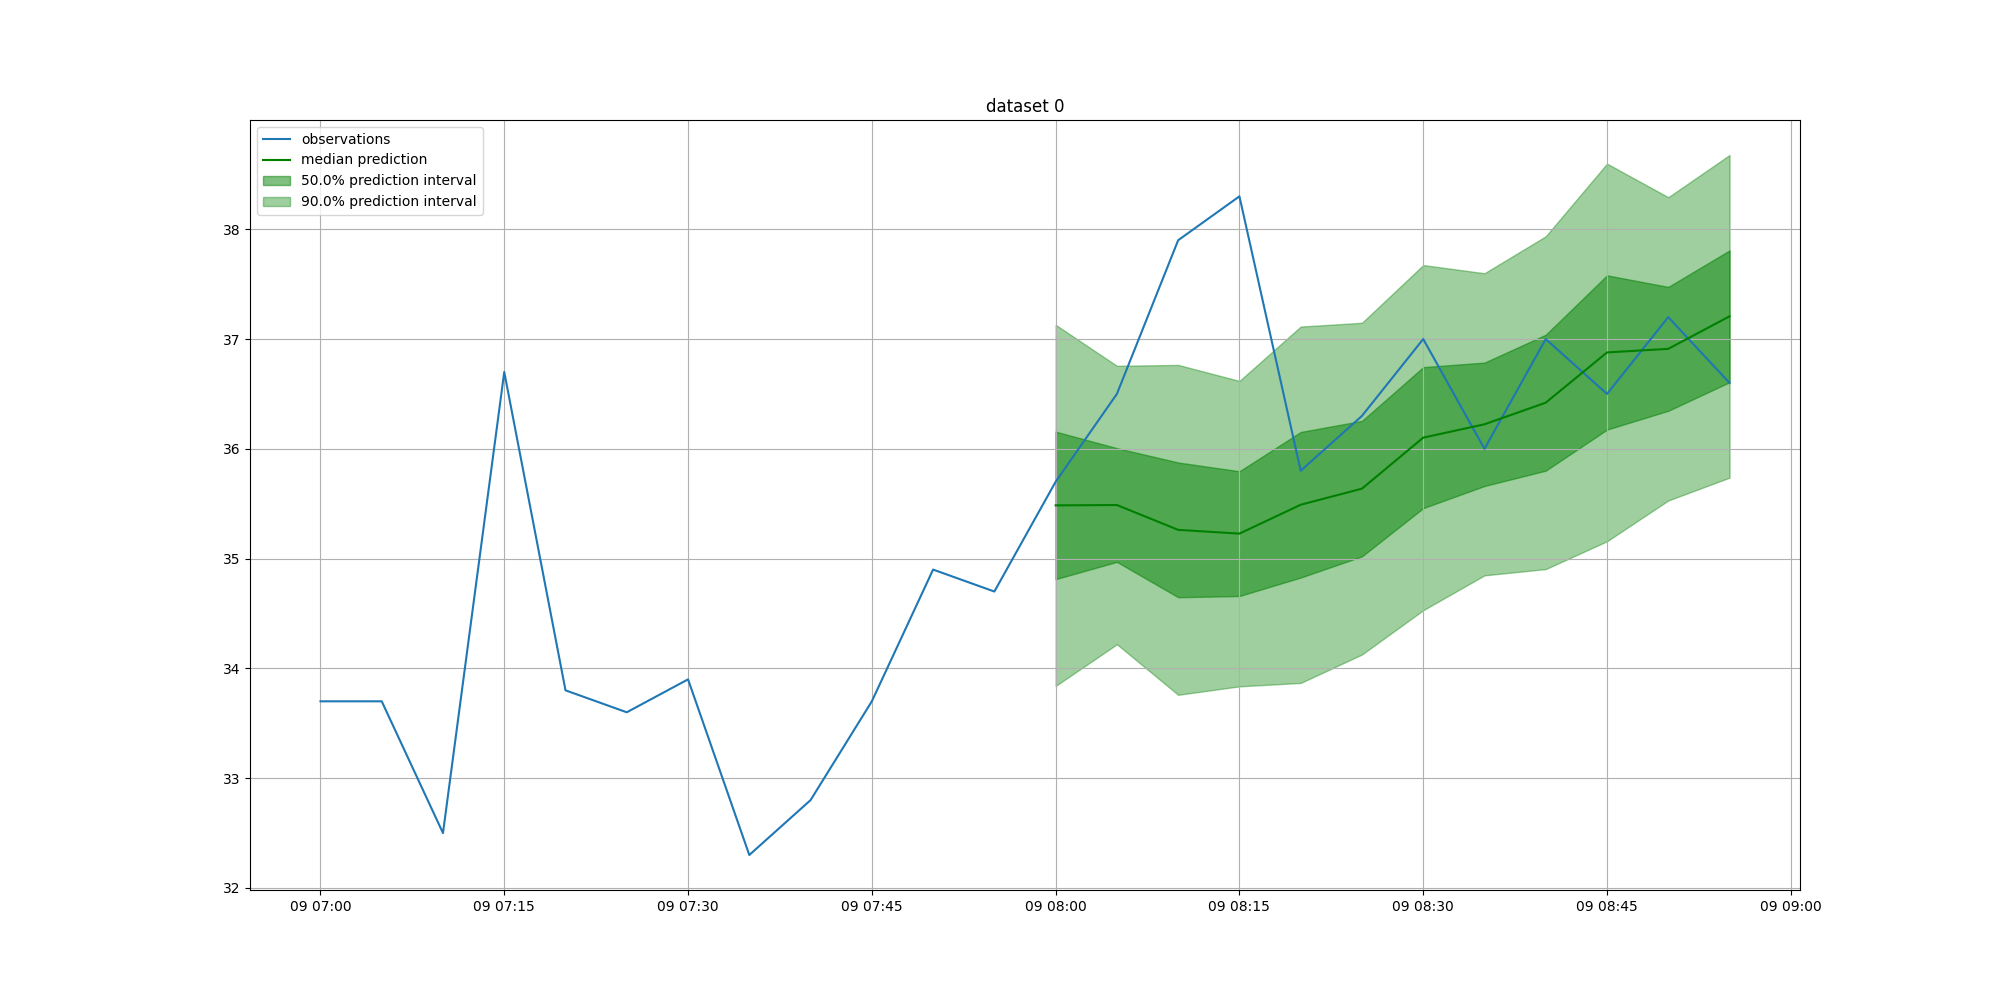 dataset 0
observations
median prediction
50.0% prediction interval
90.0% prediction interval
38
37
36
35
34
33
32
09 07:00 09 07:15 09 07:30 09 07:45 09 08:00 09 08:15 09 08:30 09 08:45 09 09:00